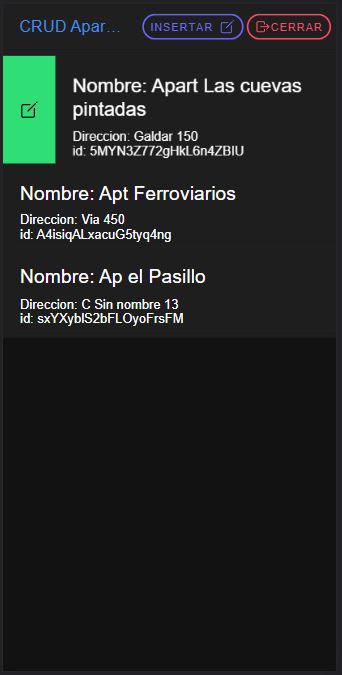 CRUD Apar...
INSERTAR
CERRAR
Nombre: Apart Las cuevas
pintadas
Direccion: Galdar 150
id: 5MYN3Z772gHkL6n4ZBIU
Nombre: Apt Ferroviarios
Direccion: Via 450
id: A4isiqALxacuG5tyq4ng
Nombre: Ap el Pasillo
Direccion: C Sin nombre 13
id: sxYXyblS2bFLOyoFrsFM